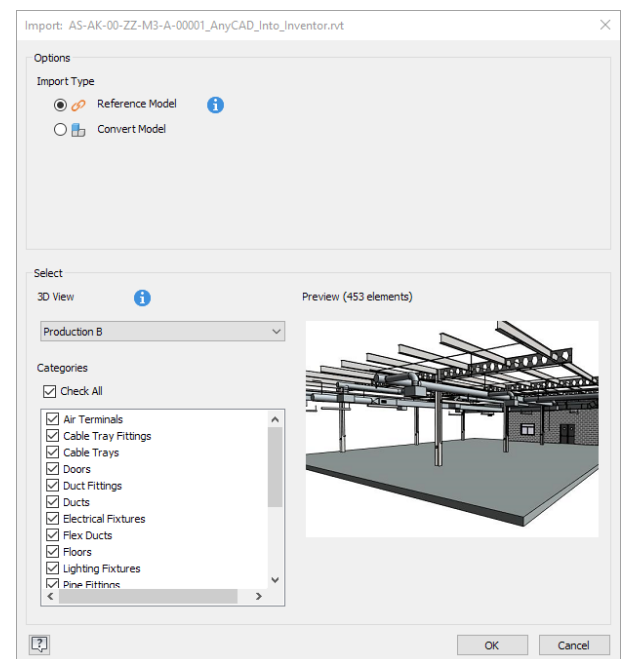 Import: AS-AK-00-ZZ-M3-A-00001_AnyCAD_Into_Inventor.rvt
Options
Import Type
Reference Model
Convert Model
Select
3D View
Preview (453 elements)
Production B
Categories
Check All
Air Terminals
Cable Tray Fittings
Cable Trays
Doors
Duct Fittings
Ducts
Electrical Fixtures
Flex Ducts
Floors
Lighting Fixtures
Pipe Fittings
OK Cancel